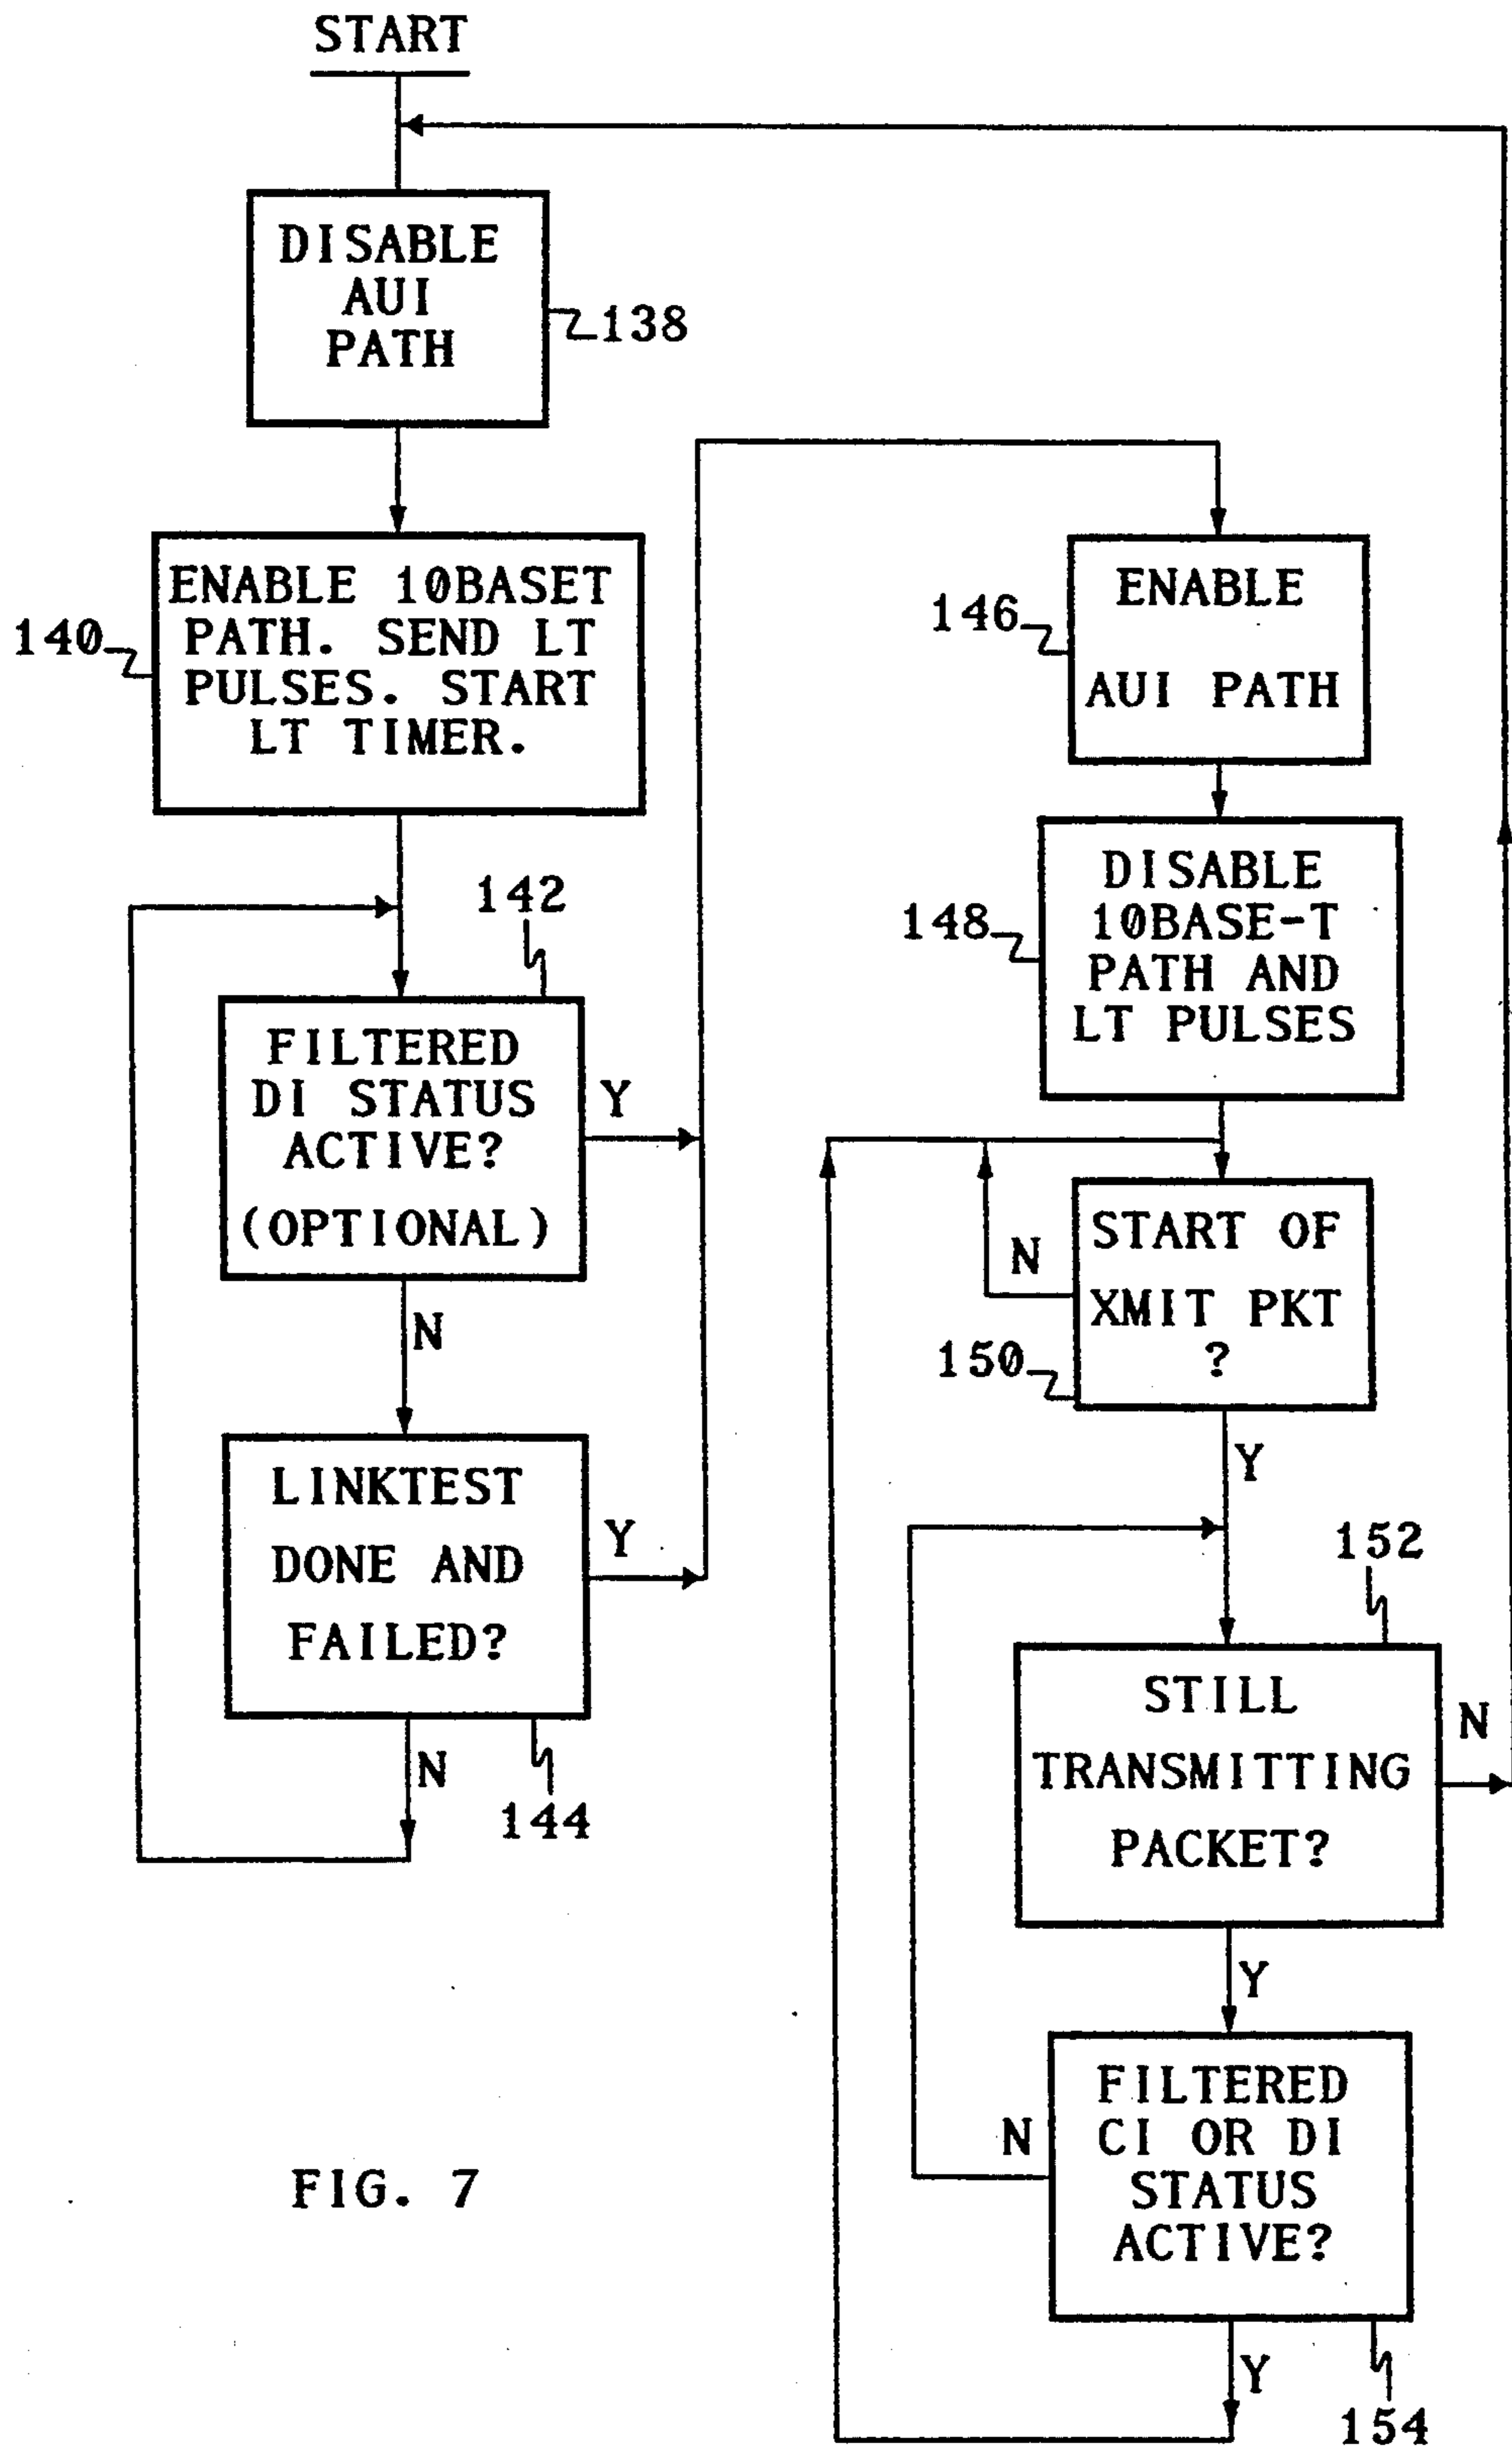 START
DISABLE
AUI
PATH
138
ENABLE 10BASET
PATH. SEND LT
PULSES. START
LT TIMER.
140
142
FILTERED
DI STATUS
ACTIVE?
(OPTIONAL)
Y
N
LINKTEST
DONE AND
FAILED?
Y
N
144
ENABLE
AUI PATH
146
DISABLE
10BASE-T
PATH AND
LT PULSES
148
START OF
XMIT PKT
?
N
150
Y
152
STILL
TRANSMITTING
PACKET?
N
Y
FILTERED
CI OR DI
STATUS
ACTIVE?
N
Y
154
FIG. 7